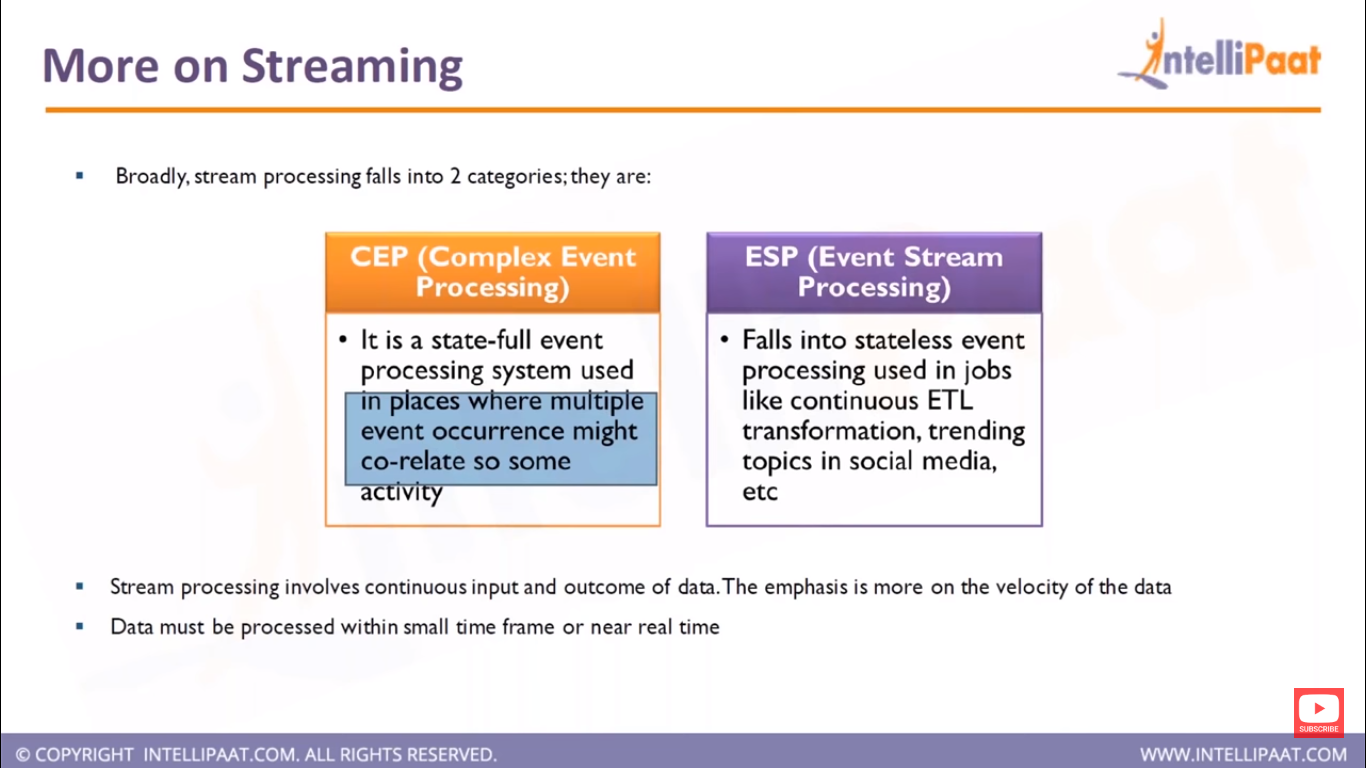 More on Streaming
IntelliPaat
▪ Broadly, stream processing falls into 2 categories; they are:
CEP (Complex Event
Processing)
• It is a state-full event
processing system used
in places where multiple
event occurrence might
co-relate so some
activity
ESP (Event Stream
Processing)
• Falls into stateless event
processing used in jobs
like continuous ETL
transformation, trending
topics in social media,
etc
▪ Stream processing involves continuous input and outcome of data. The emphasis is more on the velocity of the data
▪ Data must be processed within small time frame or near real time
SUBSCRIBE
© COPYRIGHT INTELLIPAAT.COM. ALL RIGHTS RESERVED.
WWW.INTELLIPAAT.COM